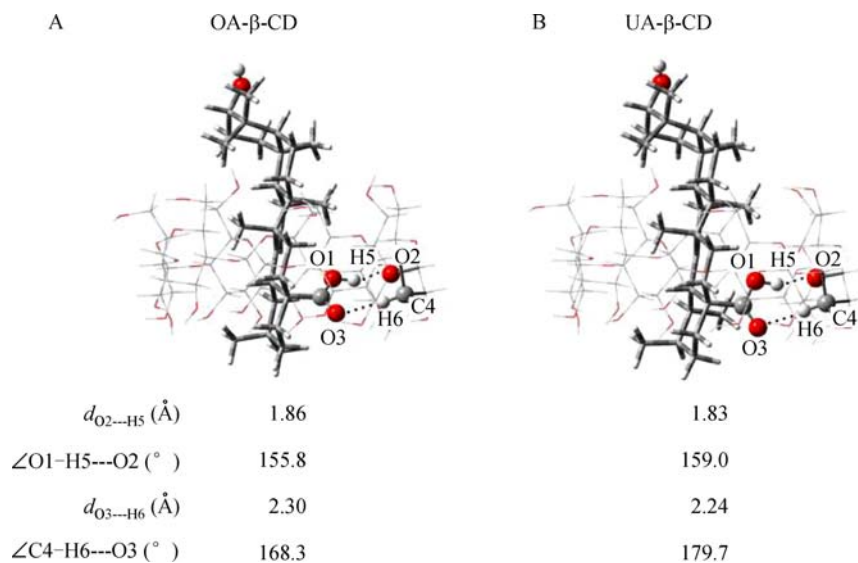 A OA-β-CD B UA-β-CD
O1 H5 O2 O1 H5 O2
O3 H6 C4 O3 H6 C4
dO2---H5 (Å) 1.86 1.83
∠O1−H5---O2 (°) 155.8 159.0
dO3---H6 (Å) 2.30 2.24
∠C4−H6---O3 (°) 168.3 179.7